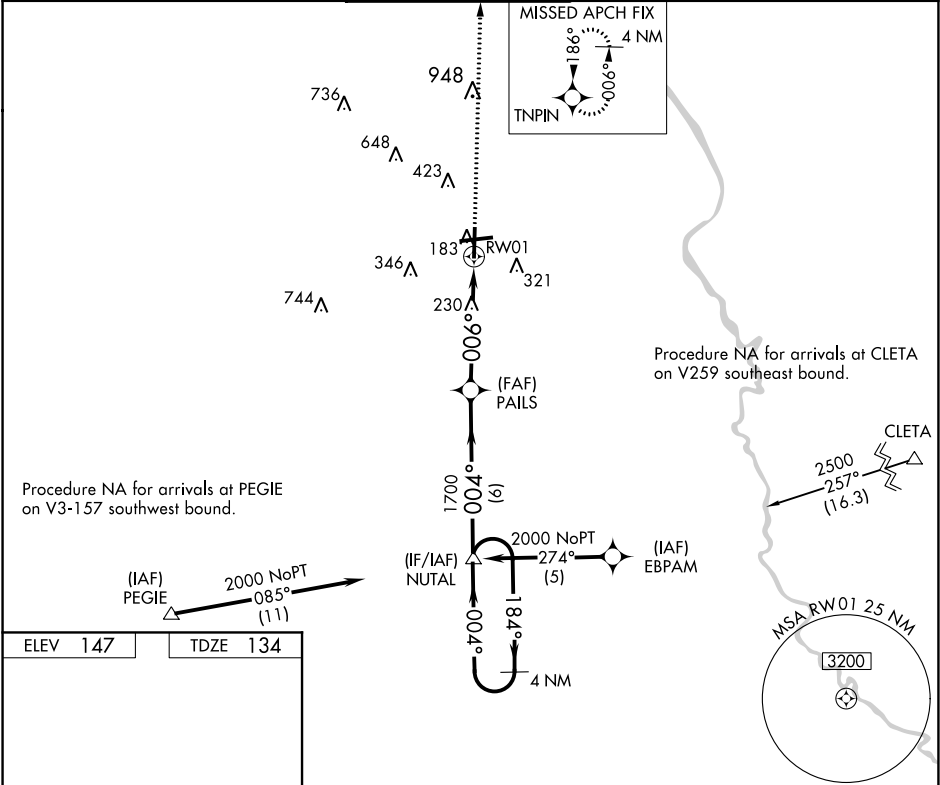 MISSED APCH FIX
4 NM
186°
006°
TNPIN
948
736
648
423
183
RW01
346
321
744
230
006°
(FAF)
PAILS
Procedure NA for arrivals at CLETA
on V259 southeast bound.
CLETA
2500
257°
(16.3)
1700
004°
(6)
Procedure NA for arrivals at PEGIE
on V3-157 southwest bound.
(IF/IAF)
NUTAL
2000 NoPT
274°
(5)
(IAF)
EBPAM
(IAF)
PEGIE
2000 NoPT
085°
(11)
004°
184°
4 NM
ELEV 147
TDZE 134
MSA RW01 25 NM
3200